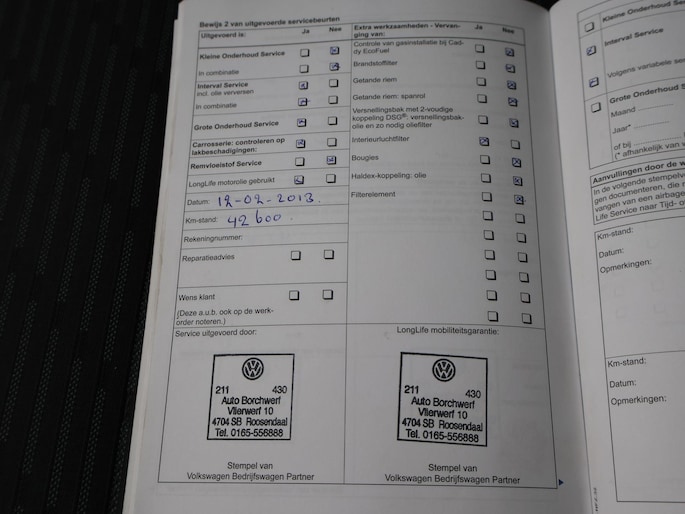 Bewijs 2 van uitgevoerde servicebeurten
Uitgevoerd is: Ja Nee
Kleine Onderhoud Service
In combinatie
Interval Service
incl. olie verversen
In combinatie
Grote Onderhoud Service
Carrosserie: controleren op
lakbeschadigingen:
Remvloeistof Service
LongLife motorolie gebruikt
Datum: 12-02-2013.
Km-stand: 42600.
Rekeningnummer:
Reparatieadvies
Wens klant
(Deze a.u.b. ook op de werk-
order noteren.)
Extra werkzaamheden - Vervan-
ging van: Ja Nee
Controle van gasinstallatie bij Cad-
dy EcoFuel
Brandstoffilter
Getande riem
Getande riem: spanrol
Versnellingsbak met 2-voudige
koppeling DSG®: versnellingsbak-
olie en zo nodig oliefilter
Interieurluchtfilter
Bougies
Haldex-koppeling: olie
Filterelement
Service uitgevoerd door:
211 430
Auto Borchwerf
Vlierwerf 10
4704 SB Roosendaal
Tel. 0165-556888
Stempel van
Volkswagen Bedrijfswagen Partner
LongLife mobiliteitsgarantie:
211 430
Auto Borchwerf
Vlierwerf 10
4704 SB Roosendaal
Tel. 0165-556888
Stempel van
Volkswagen Bedrijfswagen Partner
Kleine Onderhoud
Interval Service
Volgens variabele
Grote Onderhoud
Maand
Jaar*
of bij
(* afhankelijk van
Aanvullingen door de
In de volgende
gen documenteren, die
vangen van een airbag
Life Service naar Tijd-
Km-stand:
Datum:
Opmerkingen:
Km-stand:
Datum:
Opmerkingen: